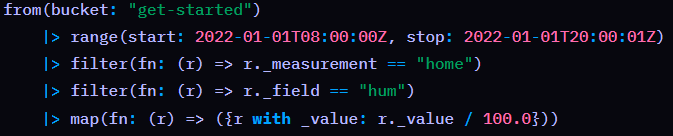 from(bucket: "get-started")
    |> range(start: 2022-01-01T08:00:00Z, stop: 2022-01-01T20:00:01Z)
    |> filter(fn: (r) => r._measurement == "home")
    |> filter(fn: (r) => r._field == "hum")
    |> map(fn: (r) => ({r with _value: r._value / 100.0}))